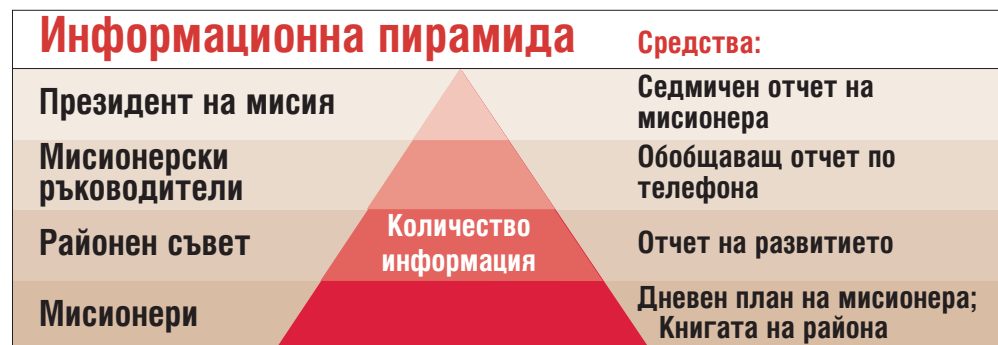 Информационна пирамида
Средства:
Президент на мисия
Седмичен отчет на
мисионера
Мисионерски
ръководители
Обобщаващ отчет по
телефона
Районен съвет
Количество
информация
Отчет на развитието
Мисионери
Дневен план на мисионера;
Книгата на района